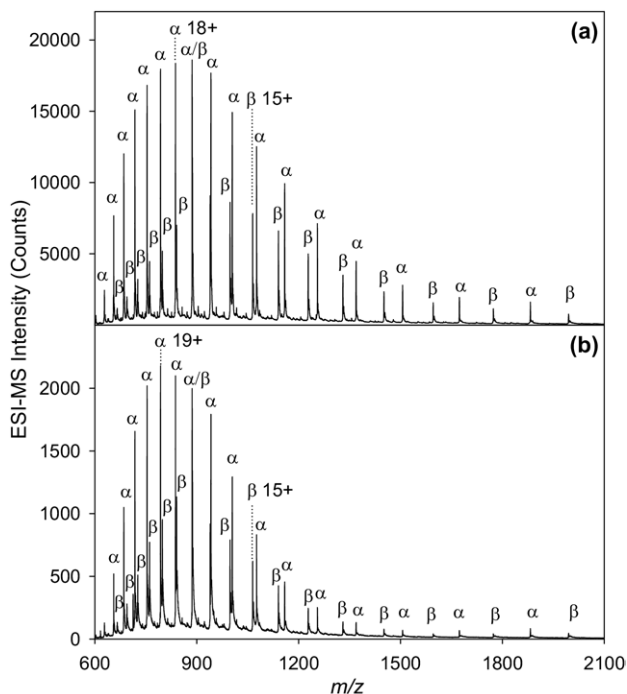 ESI-MS Intensity (Counts)
(a)
20000
15000
10000
5000
0
α 18+
α α/β α
α
α α β 15+
α α
α β β α
α β β α
β β β α
α β β β β α β α β α β α β
(b)
2000
1500
1000
500
0
α 19+
α α α/β
α α
α β α
α β β β 15+
α β β α
β β β α
β α β α β α β α β α β
600 900 1200 1500 1800 2100
m/z